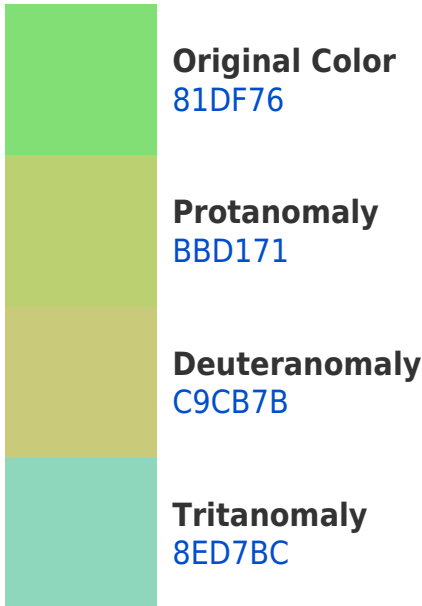 Original Color
81DF76
Protanomaly
BBD171
Deuteranomaly
C9CB7B
Tritanomaly
8ED7BC